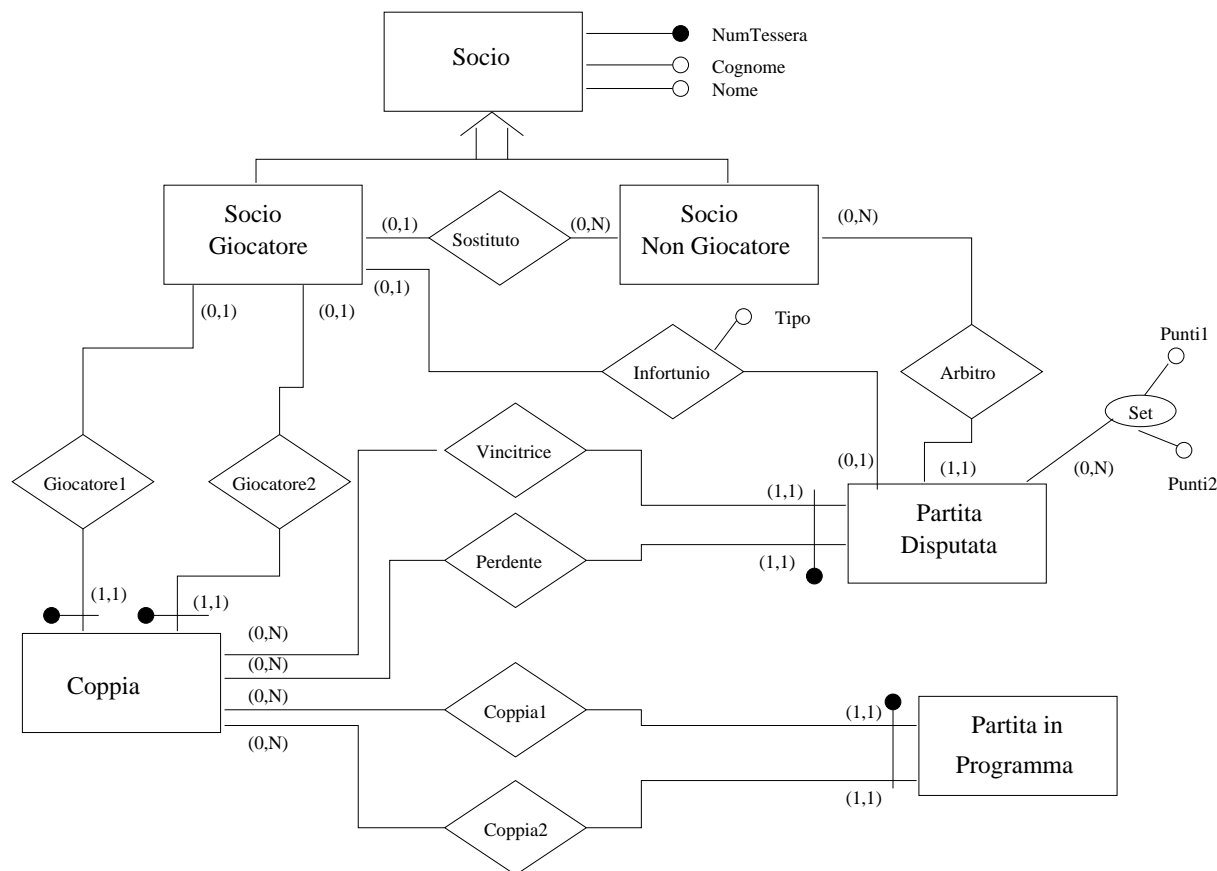 NumTessera
Socio
Cognome
Nome
Socio
Giocatore
(0,1)
Sostituto
(0,N)
Socio
Non Giocatore
(0,N)
(0,1)
(0,1)
(0,1)
Tipo
Punti1
Infortunio
Arbitro
Set
Vincitrice
(0,1)
(1,1)
(0,N)
Giocatore1
Giocatore2
Punti2
(1,1)
Partita
Disputata
Perdente
(1,1)
(1,1)
(1,1)
(0,N)
(0,N)
Coppia
(0,N)
Coppia1
(1,1)
Partita in
Programma
(0,N)
(1,1)
Coppia2